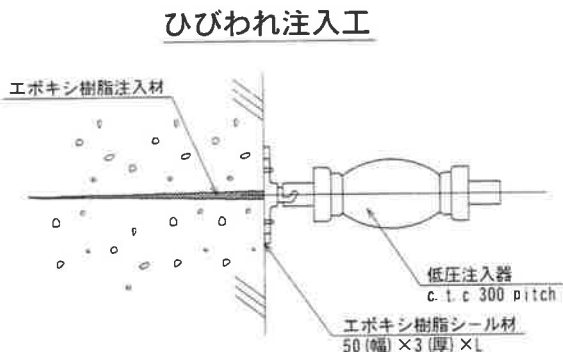 ひびわれ注入工
エポキシ樹脂注入材
低圧注入器
c.t.c 300 pitch
エポキシ樹脂シール材
50(幅)×3(厚)×L